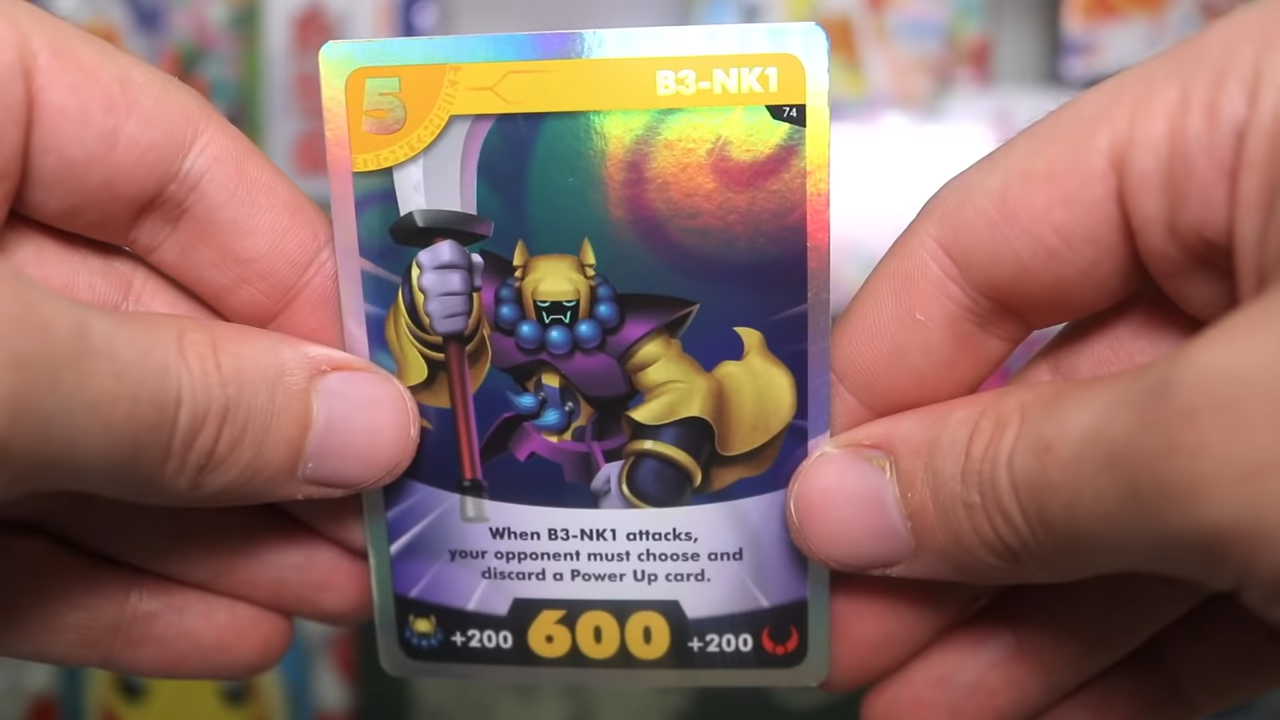 5
B3-NK1
74
When B3-NK1 attacks,
your opponent must choose and
discard a Power Up card.
+200 600 +200